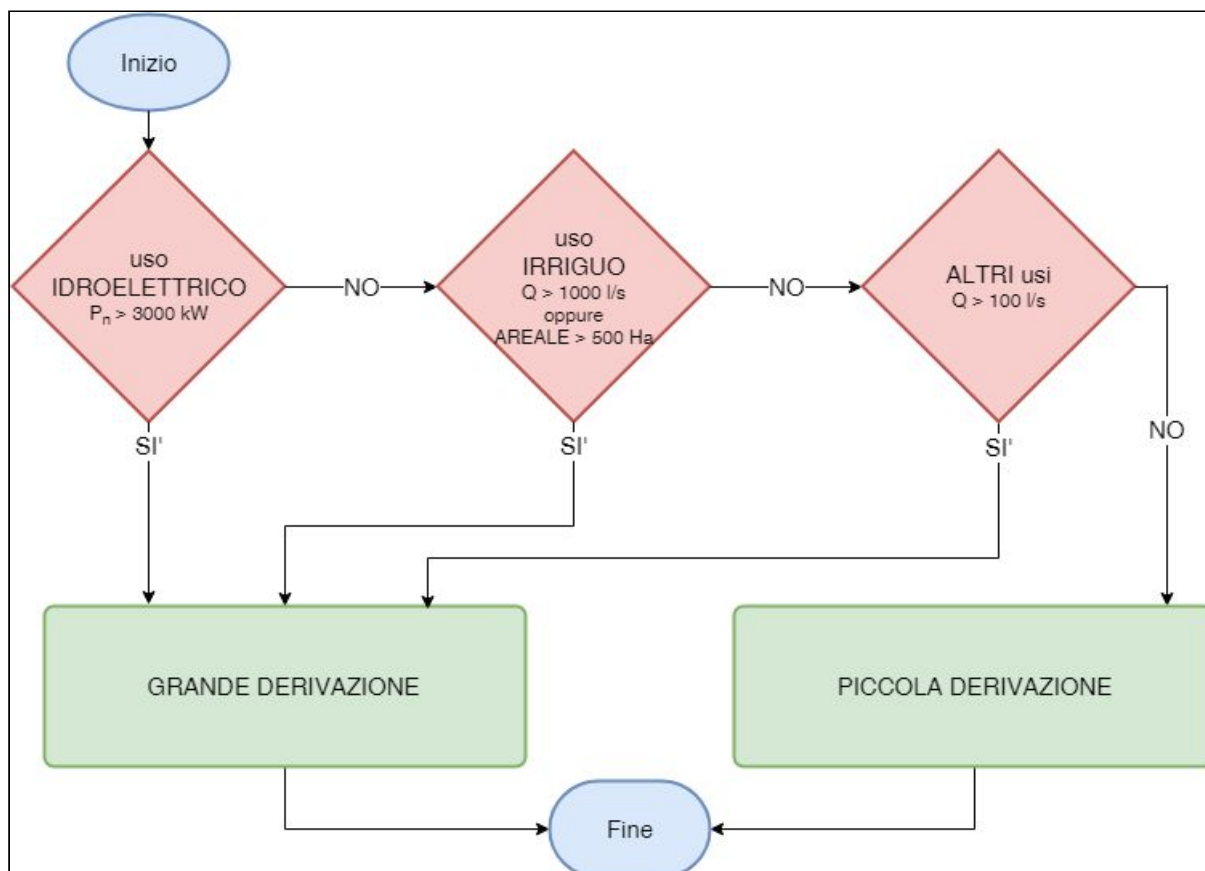 Inizio
uso
IDROELETTRICO
Pn > 3000 kW
NO
uso
IRRIGUO
Q > 1000 l/s
oppure
AREALE > 500 Ha
NO
ALTRI usi
Q > 100 l/s
NO
SI'
SI'
SI'
GRANDE DERIVAZIONE
PICCOLA DERIVAZIONE
Fine